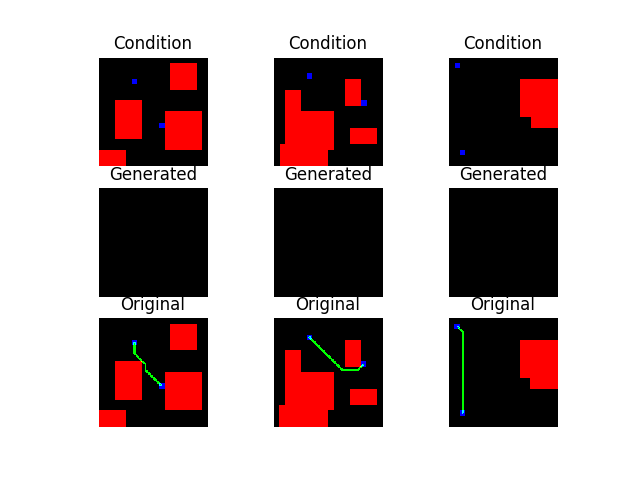 Condition Condition Condition
Generated Generated Generated
Original Original Original